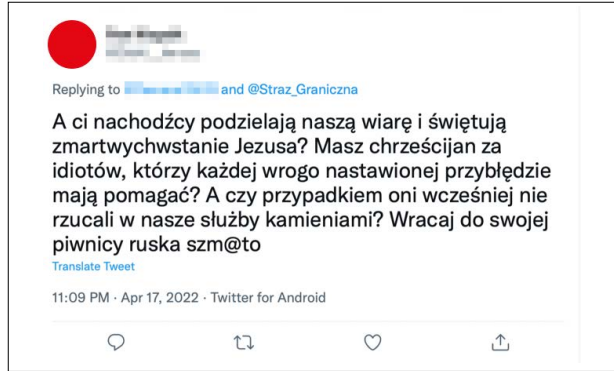 Replying to and @Straz_Graniczna
A ci nachodźcy podzielają naszą wiarę i świętują
zmartwychwstanie Jezusa? Masz chrześcijan za
idiotów, którzy każdej wrogo nastawionej przybłędzie
mają pomagać? A czy przypadkiem oni wcześniej nie
rzucali w nasze służby kamieniami? Wracaj do swojej
piwnicy ruska szm@to
Translate Tweet
11:09 PM · Apr 17, 2022 · Twitter for Android